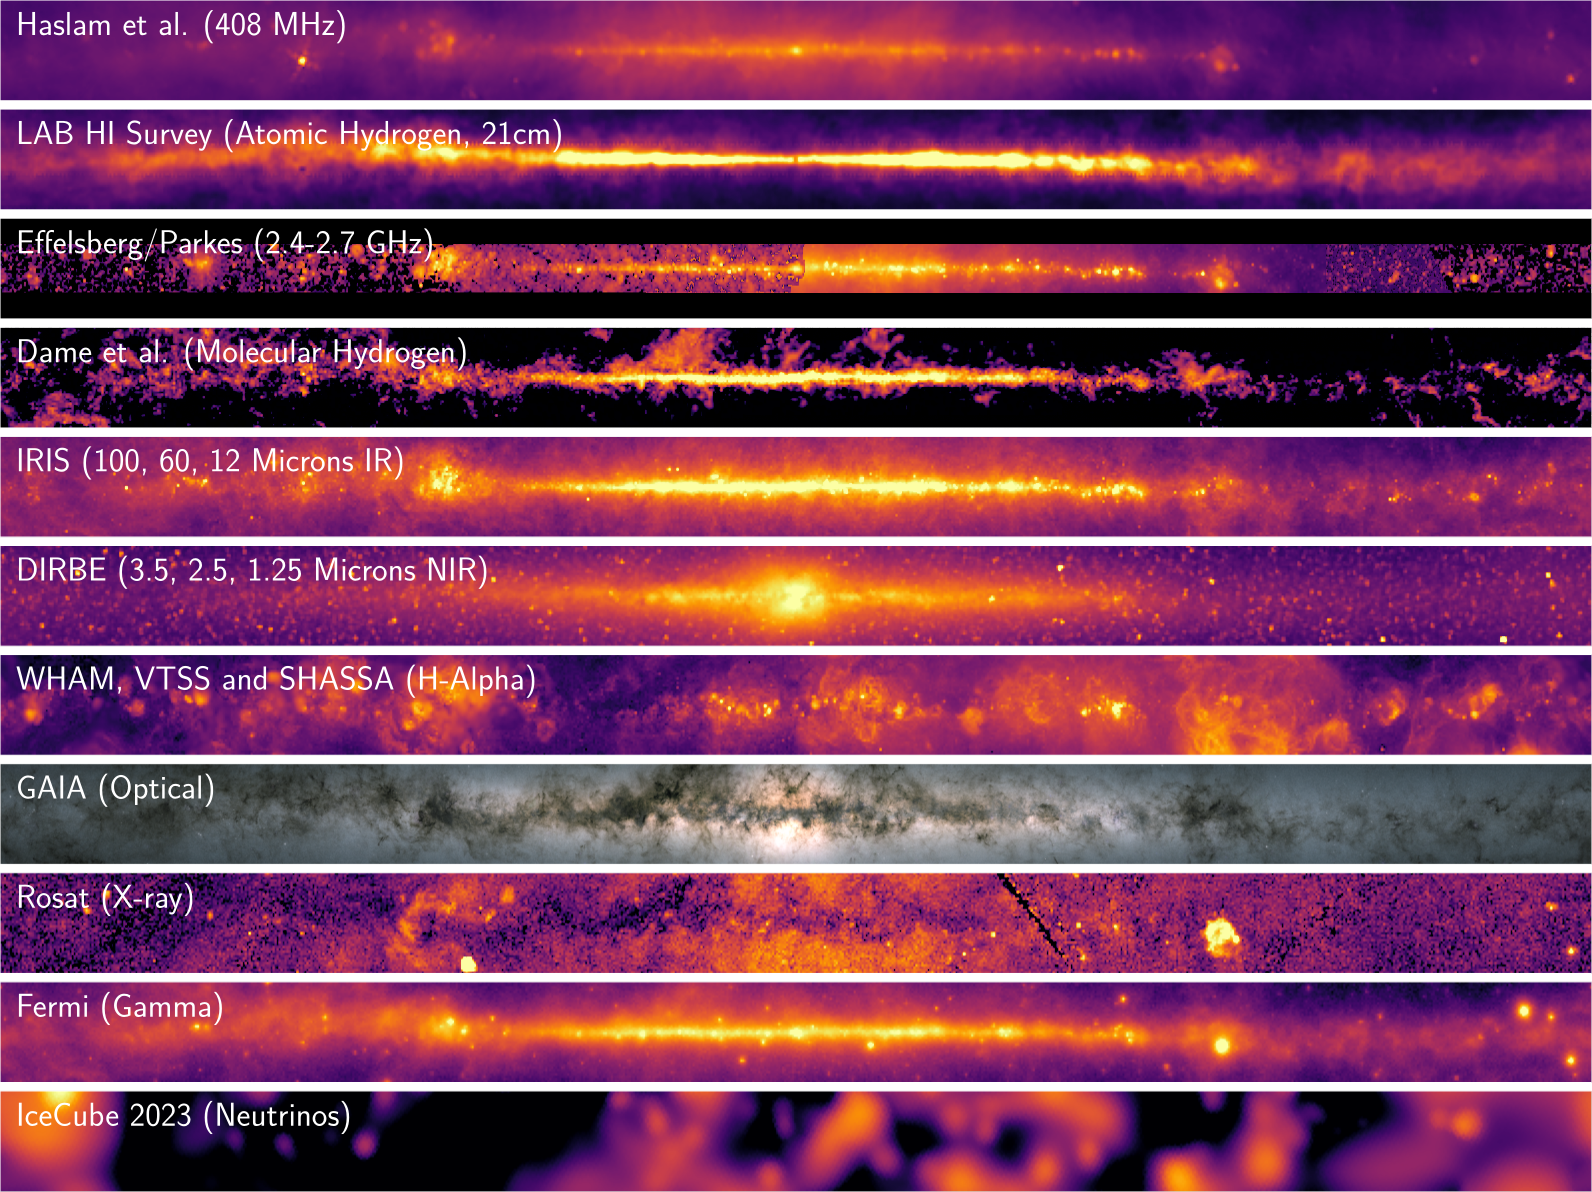 Haslam et al. (408 MHz)
LAB HI Survey (Atomic Hydrogen, 21cm)
Effelsberg/Parkes (2.4-2.7 GHz)
Dame et al. (Molecular Hydrogen)
IRIS (100, 60, 12 Microns IR)
DIRBE (3.5, 2.5, 1.25 Microns NIR)
WHAM, VTSS and SHASSA (H-Alpha)
GAIA (Optical)
Rosat (X-ray)
Fermi (Gamma)
IceCube 2023 (Neutrinos)